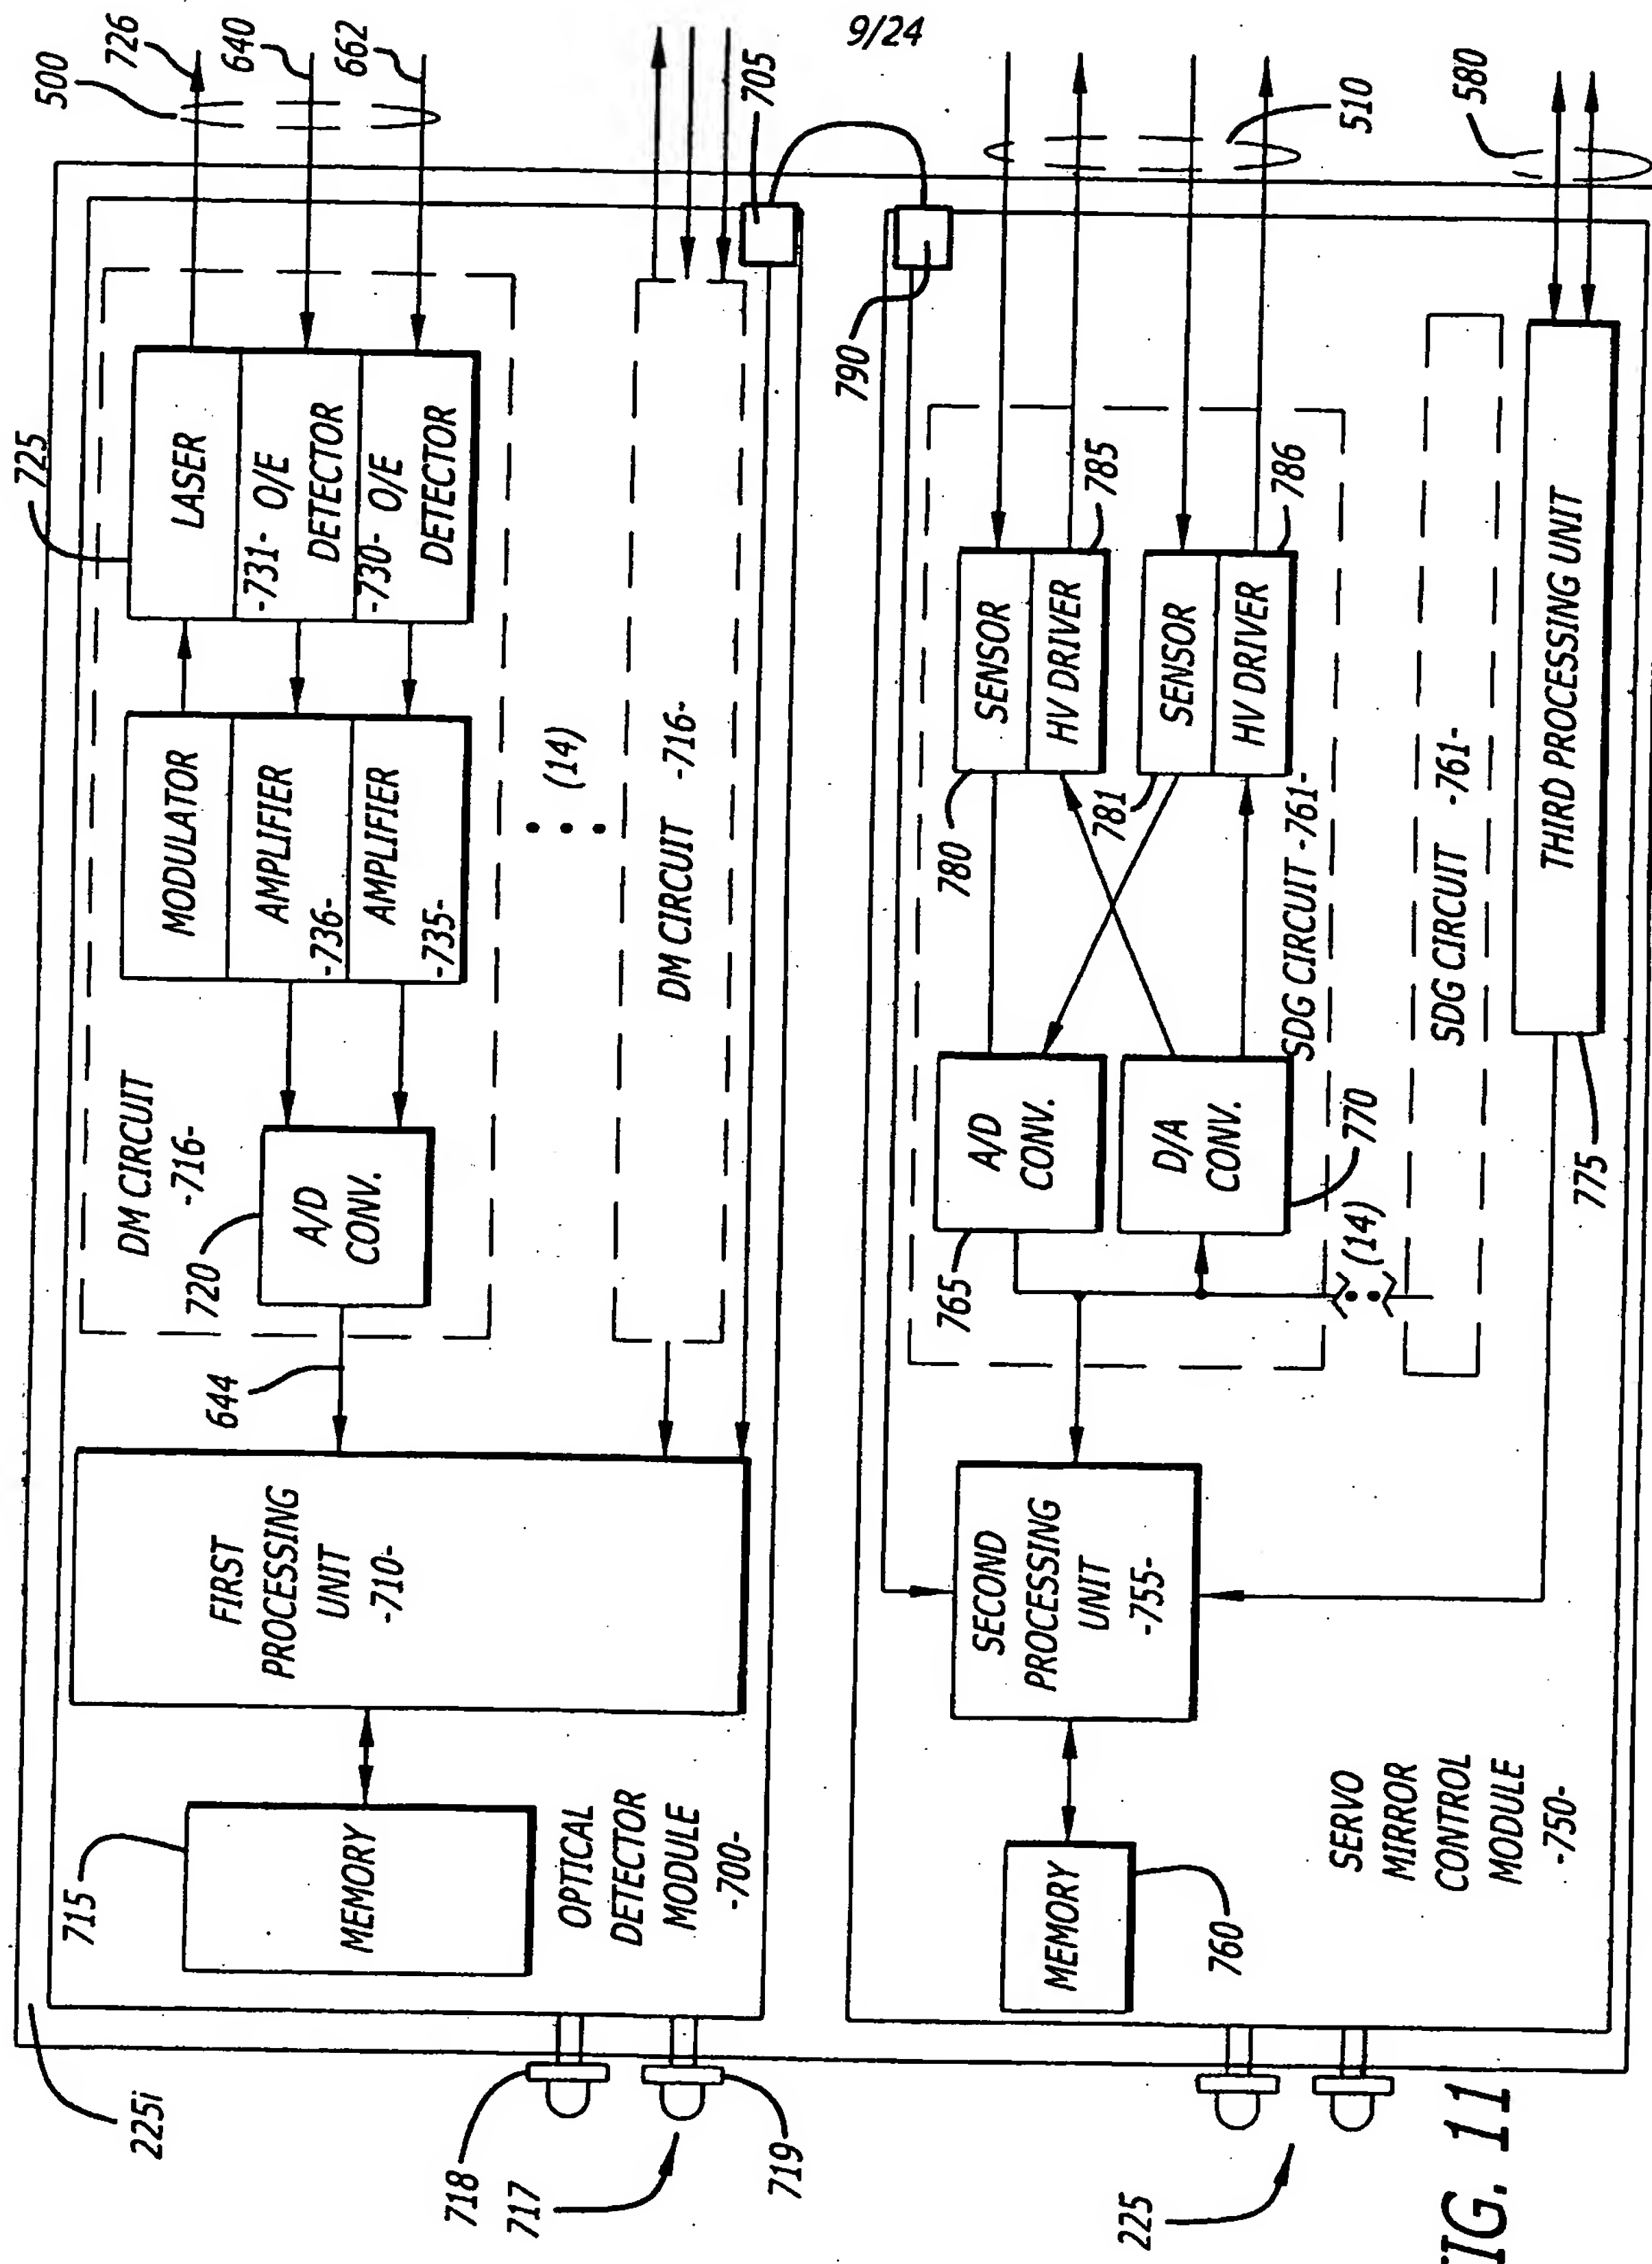 9/24
500
726
640
662
725
LASER
-731- O/E
DETECTOR
-730- O/E
DETECTOR
MODULATOR
AMPLIFIER
-736-
AMPLIFIER
-735-
DM CIRCUIT
-716-
720
A/D
CONV.
644
(14)
DM CIRCUIT -716-
705
FIRST
PROCESSING
UNIT
-710-
715
MEMORY
OPTICAL
DETECTOR
MODULE
-700-
225i
718
717
719
790
510
580
780
SENSOR
HV DRIVER
785
781
SENSOR
HV DRIVER
786
765
A/D
CONV.
D/A
CONV.
770
SDG CIRCUIT -761-
(14)
SDG CIRCUIT -761-
THIRD PROCESSING UNIT
775
SECOND
PROCESSING
UNIT
-755-
MEMORY
760
SERVO
MIRROR
CONTROL
MODULE
-750-
225
FIG. 11